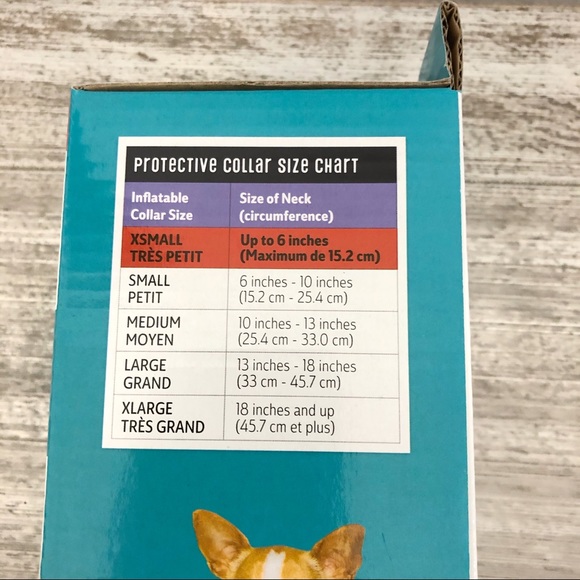 PROTECTIVE COLLAR SIZE CHART
Inflatable
Collar Size
Size of Neck
(circumference)
XSMALL
TRÈS PETIT
Up to 6 inches
(Maximum de 15.2 cm)
SMALL
PETIT
6 inches - 10 inches
(15.2 cm - 25.4 cm)
MEDIUM
MOYEN
10 inches - 13 inches
(25.4 cm - 33.0 cm)
LARGE
GRAND
13 inches - 18 inches
(33 cm - 45.7 cm)
XLARGE
TRÈS GRAND
18 inches and up
(45.7 cm et plus)